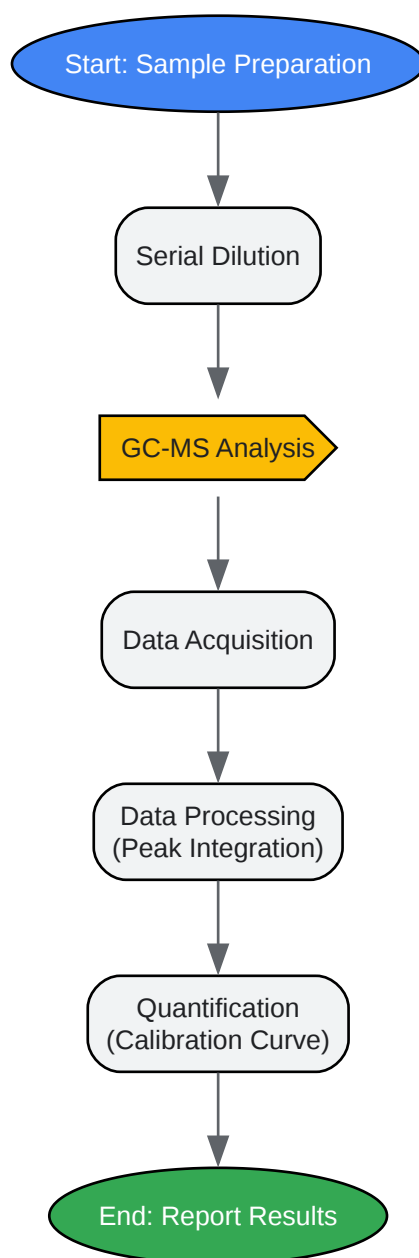 Start: Sample Preparation
Serial Dilution
GC-MS Analysis
Data Acquisition
Data Processing
(Peak Integration)
Quantification
(Calibration Curve)
End: Report Results